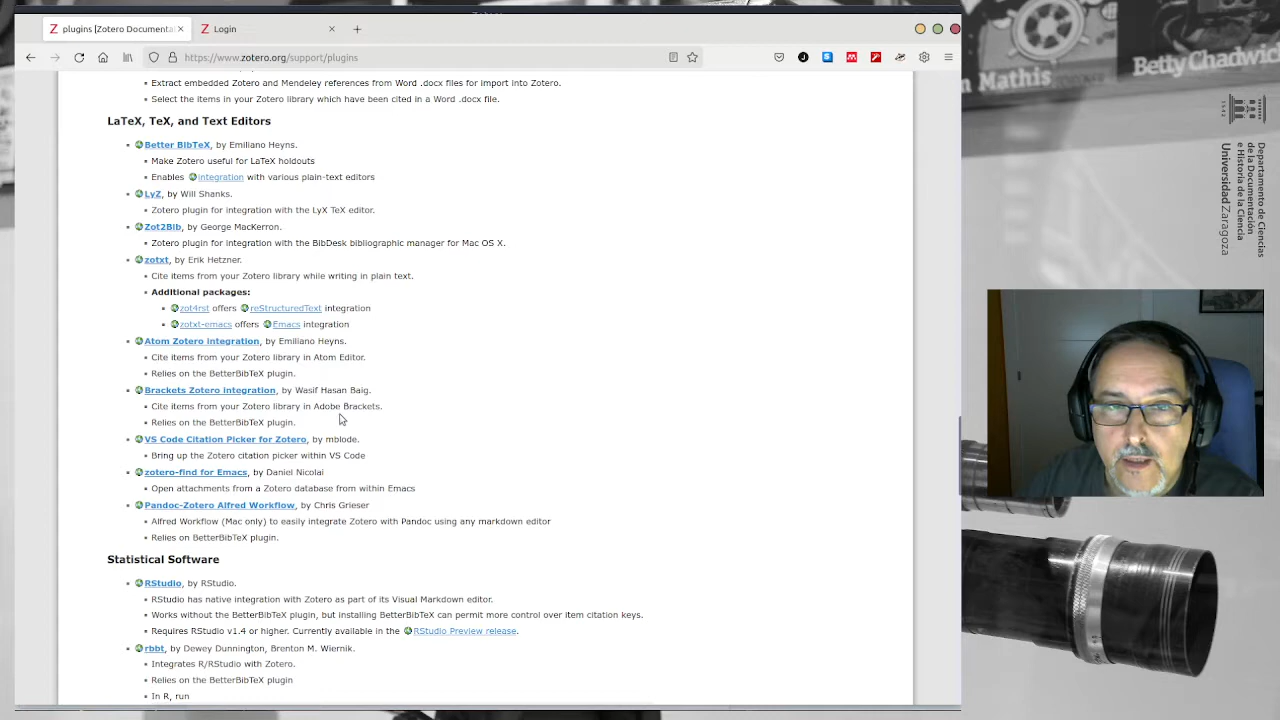 plugins [Zotero Documenta
Login
https://www.zotero.org/support/plugins
Extract embedded Zotero and Mendeley references from Word .docx files for import into Zotero.
Select the items in your Zotero library which have been cited in a Word .docx file.
LaTeX, TeX, and Text Editors
Better BibTeX, by Emiliano Heyns.
Make Zotero useful for LaTeX holdouts
Enables integration with various plain-text editors
LyZ, by Will Shanks.
Zotero plugin for integration with the LyX TeX editor.
Zot2Bib, by George MacKerron.
Zotero plugin for integration with the BibDesk bibliographic manager for Mac OS X.
zotxt, by Erik Hetzner.
Cite items from your Zotero library while writing in plain text.
Additional packages:
zot4rst offers reStructuredText integration
zotxt-emacs offers Emacs integration
Atom Zotero integration, by Emiliano Heyns.
Cite items from your Zotero library in Atom Editor.
Relies on the BetterBibTeX plugin.
Brackets Zotero integration, by Wasif Hasan Baig.
Cite items from your Zotero library in Adobe Brackets.
Relies on the BetterBibTeX plugin.
VS Code Citation Picker for Zotero, by mblode.
Bring up the Zotero citation picker within VS Code
zotero-find for Emacs, by Daniel Nicolai
Open attachments from a Zotero database from within Emacs
Pandoc-Zotero Alfred Workflow, by Chris Grieser
Alfred Workflow (Mac only) to easily integrate Zotero with Pandoc using any markdown editor
Relies on BetterBibTeX plugin.
Statistical Software
RStudio, by RStudio.
RStudio has native integration with Zotero as part of its Visual Markdown editor.
Works without the BetterBibTeX plugin, but installing BetterBibTeX can permit more control over item citation keys.
Requires RStudio v1.4 or higher. Currently available in the RStudio Preview release.
rbbt, by Dewey Dunnington, Brenton M. Wiernik.
Integrates R/RStudio with Zotero.
Relies on the BetterBibTeX plugin
In R, run
Mathis
Betty Chadwi
1542
Departamento de Ciencias
de la Documentación
e Historia de la Ciencia
Universidad Zaragoza